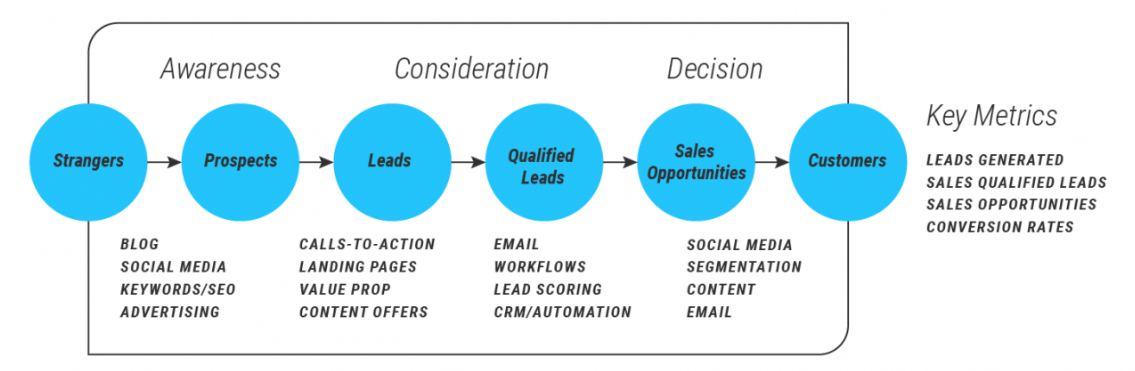 Awareness
Consideration
Decision
Strangers
Prospects
Leads
Qualified
Leads
Sales
Opportunities
Customers
BLOG
SOCIAL MEDIA
KEYWORDS/SEO
ADVERTISING
CALLS-TO-ACTION
LANDING PAGES
VALUE PROP
CONTENT OFFERS
EMAIL
WORKFLOWS
LEAD SCORING
CRM/AUTOMATION
SOCIAL MEDIA
SEGMENTATION
CONTENT
EMAIL
Key Metrics
LEADS GENERATED
SALES QUALIFIED LEADS
SALES OPPORTUNITIES
CONVERSION RATES